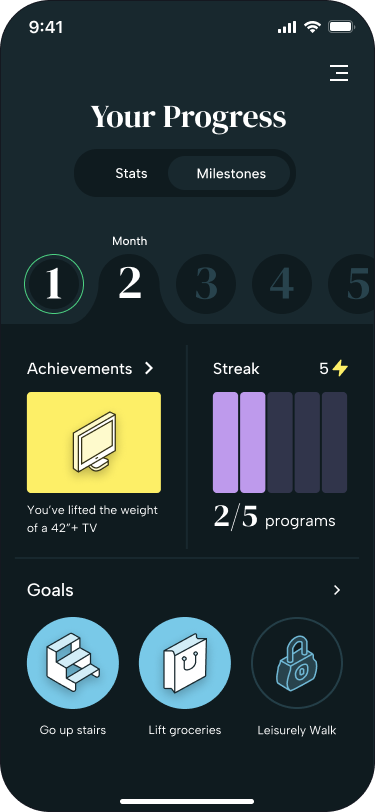 9:41
Your Progress
Stats
Milestones
Month
1
2
3
4
5
Achievements
Streak
5
You've lifted the weight
of a 42”+ TV
2/5 programs
Goals
Go up stairs
Lift groceries
Leisurely Walk